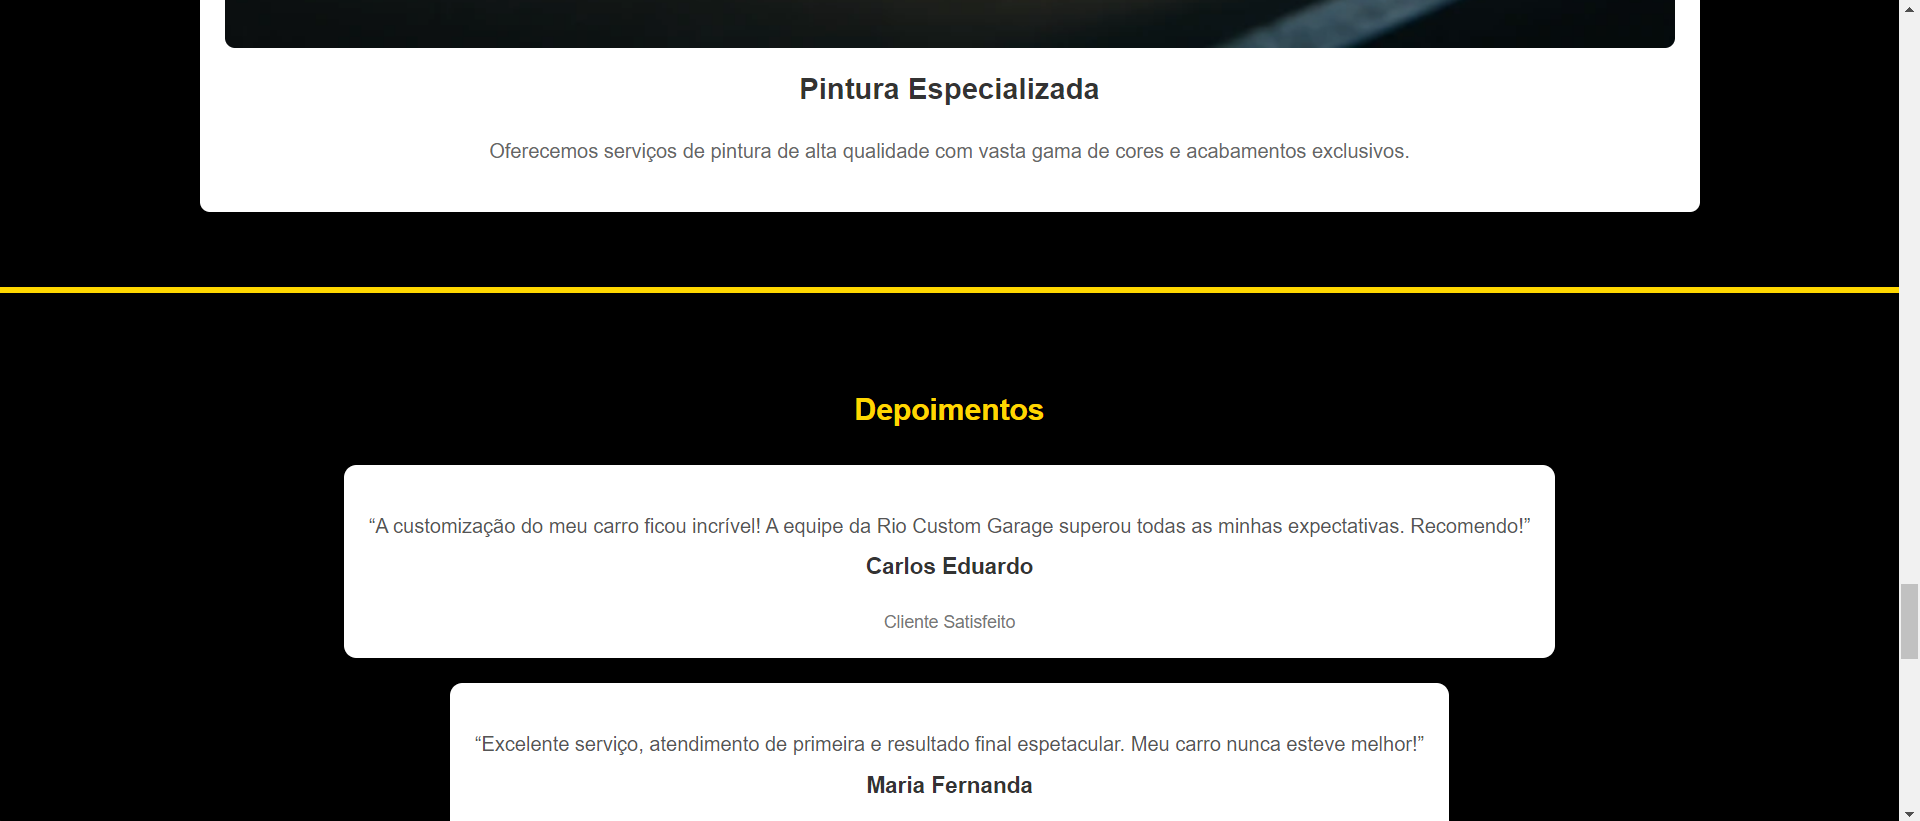 Pintura Especializada
Oferecemos serviços de pintura de alta qualidade com vasta gama de cores e acabamentos exclusivos.
Depoimentos
“A customização do meu carro ficou incrível! A equipe da Rio Custom Garage superou todas as minhas expectativas. Recomendo!”
Carlos Eduardo
Cliente Satisfeito
“Excelente serviço, atendimento de primeira e resultado final espetacular. Meu carro nunca esteve melhor!”
Maria Fernanda